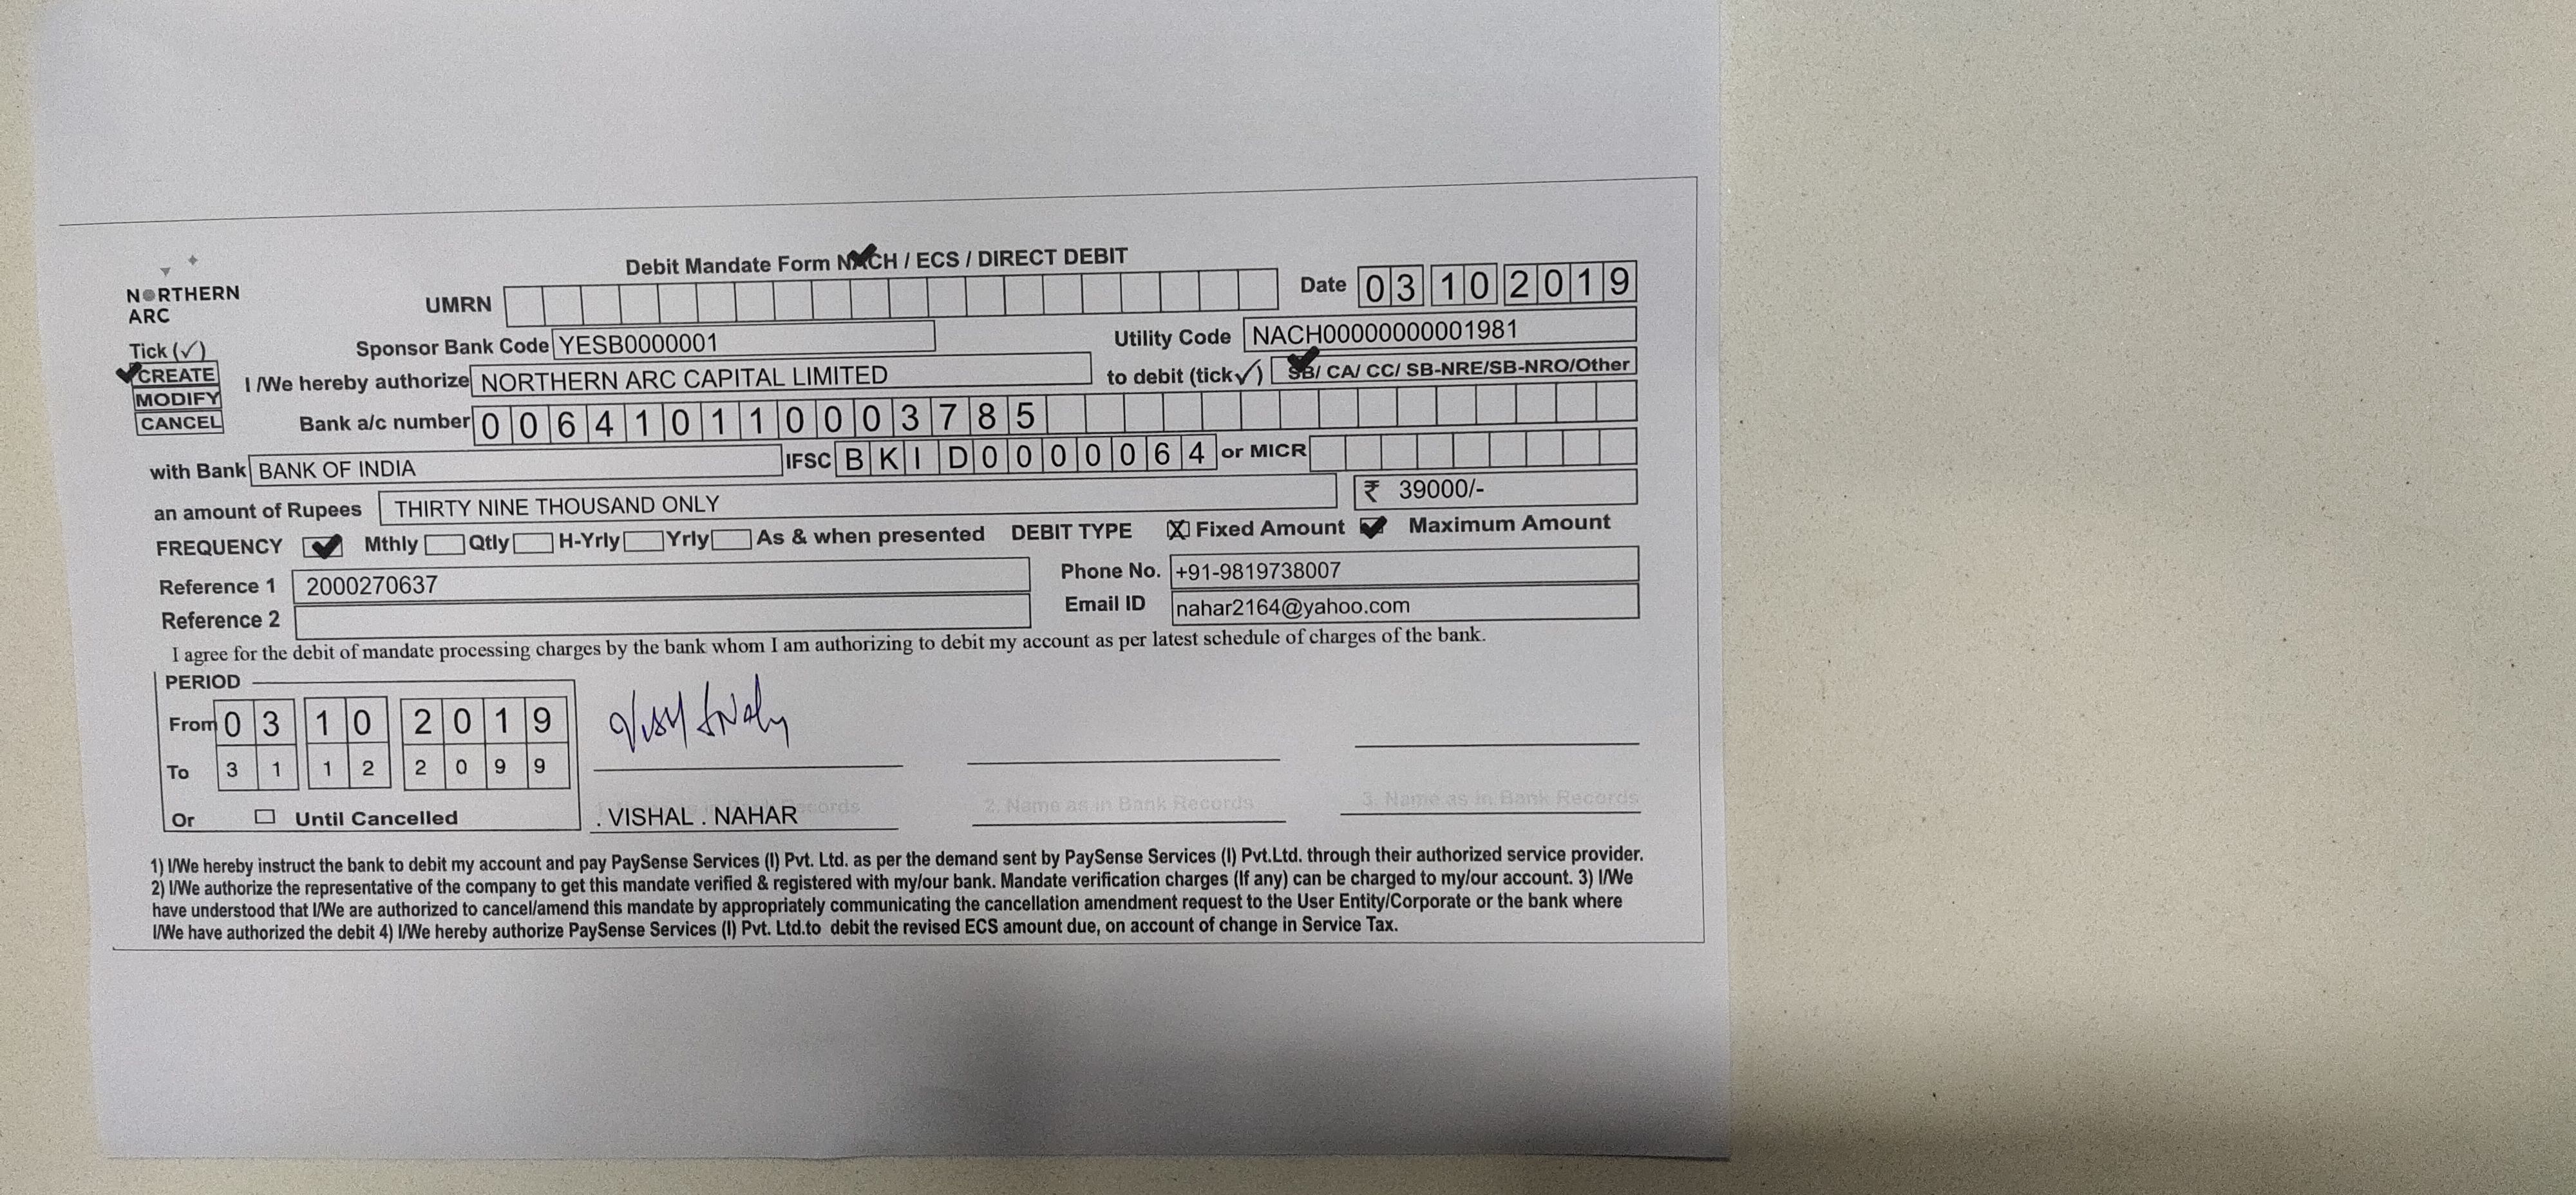 Debit Mandate Form NACH / ECS / DIRECT DEBIT
NORTHERN
ARC
UMRN
Date 03 10 2019
Tick (✓)
Sponsor Bank Code YESB0000001 Utility Code NACH00000000001981
✔CREATE
MODIFY
CANCEL
I /We hereby authorize NORTHERN ARC CAPITAL LIMITED to debit (tick✓) SB/ CA/ CC/ SB-NRE/SB-NRO/Other
Bank a/c number 006410110003785
with Bank BANK OF INDIA IFSC BKID0000064 or MICR
an amount of Rupees THIRTY NINE THOUSAND ONLY ₹ 39000/-
FREQUENCY ✔ Mthly Qtly H-Yrly Yrly As & when presented DEBIT TYPE X Fixed Amount ✔ Maximum Amount
Reference 1 2000270637 Phone No. +91-9819738007
Reference 2 Email ID nahar2164@yahoo.com
I agree for the debit of mandate processing charges by the bank whom I am authorizing to debit my account as per latest schedule of charges of the bank.
PERIOD
From 03 10 2019
To 31 12 2099
Or Until Cancelled
. VISHAL . NAHAR
2. Name as in Bank Records
3. Name as in Bank Records
1) I/We hereby instruct the bank to debit my account and pay PaySense Services (I) Pvt. Ltd. as per the demand sent by PaySense Services (I) Pvt.Ltd. through their authorized service provider.
2) I/We authorize the representative of the company to get this mandate verified & registered with my/our bank. Mandate verification charges (If any) can be charged to my/our account. 3) I/We
have understood that I/We are authorized to cancel/amend this mandate by appropriately communicating the cancellation amendment request to the User Entity/Corporate or the bank where
I/We have authorized the debit 4) I/We hereby authorize PaySense Services (I) Pvt. Ltd.to debit the revised ECS amount due, on account of change in Service Tax.